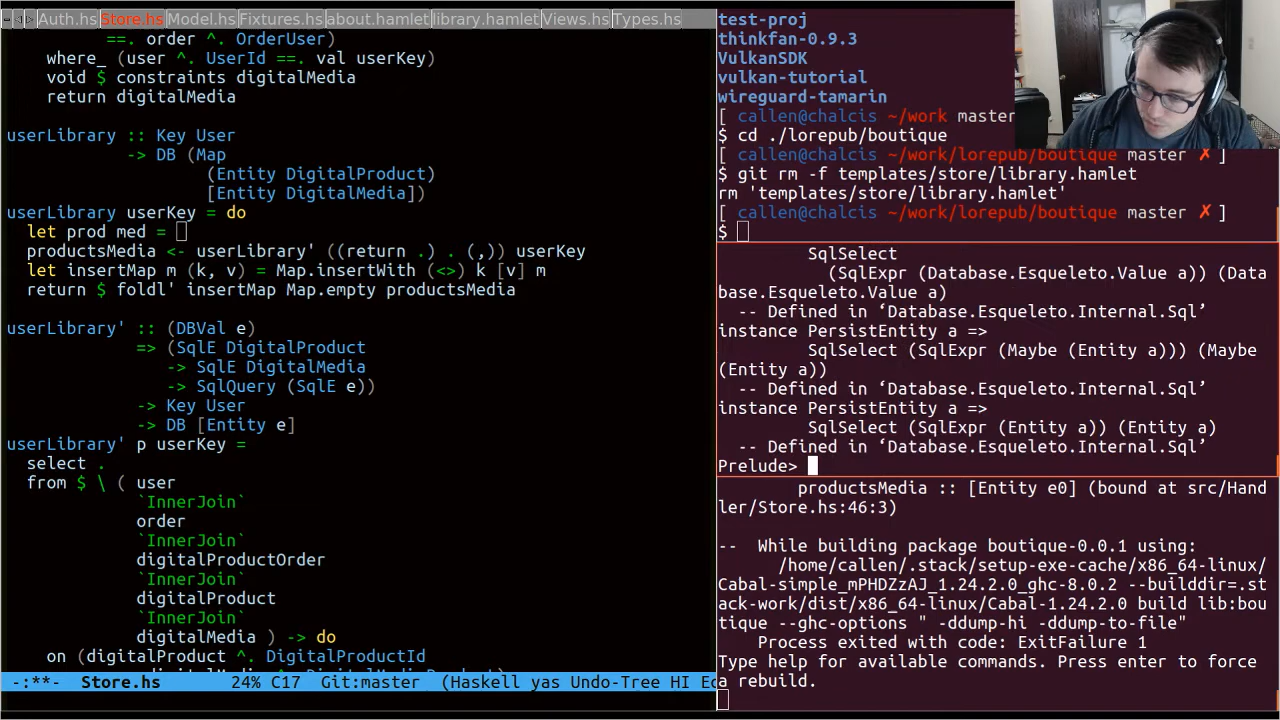 Auth.hs Store.hs Model.hs Fixtures.hs about.hamlet library.hamlet Views.hs Types.hs
==. order ^. OrderUser)
where_ (user ^. UserId ==. val userKey)
void $ constraints digitalMedia
return digitalMedia
userLibrary :: Key User
-> DB (Map
(Entity DigitalProduct)
[Entity DigitalMedia])
userLibrary userKey = do
let prod med =
productsMedia <- userLibrary' ((return .) . (,)) userKey
let insertMap m (k, v) = Map.insertWith (<>) k [v] m
return $ foldl' insertMap Map.empty productsMedia
userLibrary' :: (DBVal e)
=> (SqlE DigitalProduct
-> SqlE DigitalMedia
-> SqlQuery (SqlE e))
-> Key User
-> DB [Entity e]
userLibrary' p userKey =
select .
from $ \ ( user
`InnerJoin`
order
`InnerJoin`
digitalProductOrder
`InnerJoin`
digitalProduct
`InnerJoin`
digitalMedia ) -> do
on (digitalProduct ^. DigitalProductId
-:**- Store.hs 24% C17 Git:master (Haskell yas Undo-Tree HI Ec
test-proj
thinkfan-0.9.3
VulkanSDK
vulkan-tutorial
wireguard-tamarin
[ callen@chalcis ~/work master
$ cd ./lorepub/boutique
[ callen@chalcis ~/work/lorepub/boutique master ✗ ]
$ git rm -f templates/store/library.hamlet
rm 'templates/store/library.hamlet'
[ callen@chalcis ~/work/lorepub/boutique master ✗ ]
$
SqlSelect
(SqlExpr (Database.Esqueleto.Value a)) (Data
base.Esqueleto.Value a)
-- Defined in ‘Database.Esqueleto.Internal.Sql’
instance PersistEntity a =>
SqlSelect (SqlExpr (Maybe (Entity a))) (Maybe
(Entity a))
-- Defined in ‘Database.Esqueleto.Internal.Sql’
instance PersistEntity a =>
SqlSelect (SqlExpr (Entity a)) (Entity a)
-- Defined in ‘Database.Esqueleto.Internal.Sql’
Prelude>
productsMedia :: [Entity e0] (bound at src/Hand
ler/Store.hs:46:3)
-- While building package boutique-0.0.1 using:
/home/callen/.stack/setup-exe-cache/x86_64-linux/
Cabal-simple_mPHDZzAJ_1.24.2.0_ghc-8.0.2 --builddir=.st
ack-work/dist/x86_64-linux/Cabal-1.24.2.0 build lib:bou
tique --ghc-options " -ddump-hi -ddump-to-file"
Process exited with code: ExitFailure 1
Type help for available commands. Press enter to force
a rebuild.